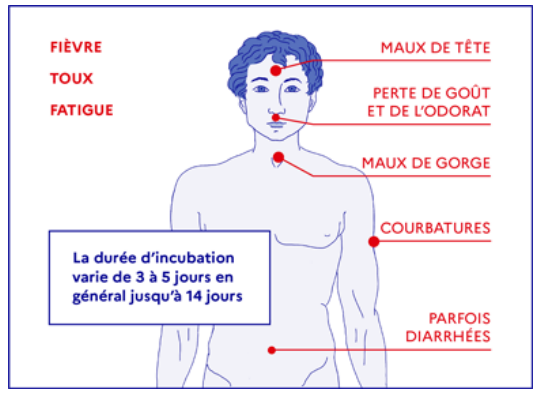 FIÈVRE
TOUX
FATIGUE
MAUX DE TÊTE
PERTE DE GOÛT
ET DE L'ODORAT
MAUX DE GORGE
COURBATURES
La durée d'incubation
varie de 3 à 5 jours en
général jusqu'à 14 jours
PARFOIS
DIARRHÉES